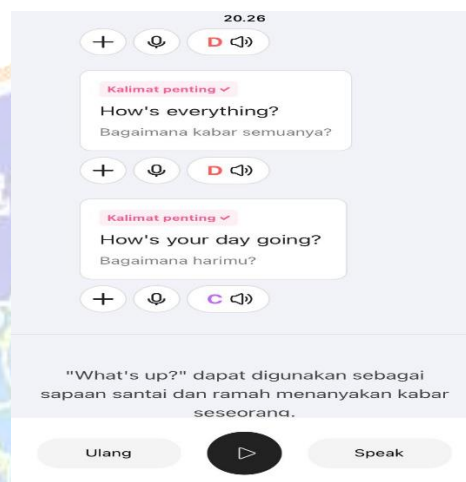 20.26
D
Kalimat penting
How's everything?
Bagaimana kabar semuanya?
D
Kalimat penting
How's your day going?
Bagaimana harimu?
C
"What's up?" dapat digunakan sebagai
sapaan santai dan ramah menanyakan kabar
seseorang.
Ulang
Speak